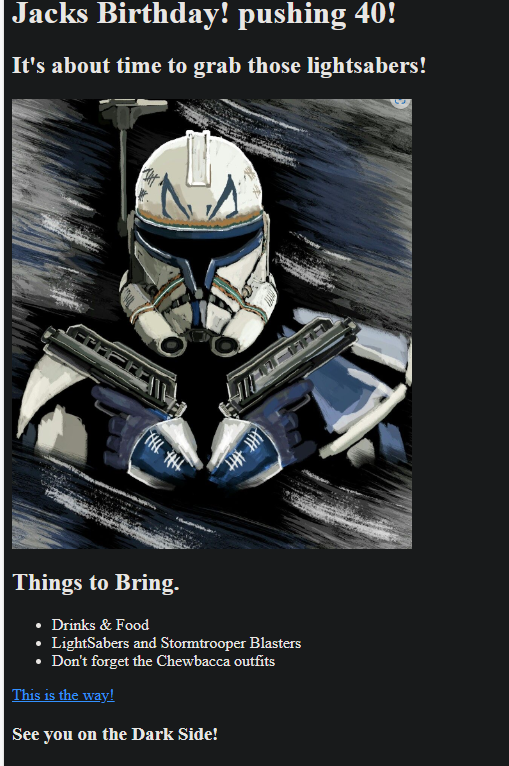 Jacks Birthday! pushing 40!
It's about time to grab those lightsabers!
Things to Bring.
Drinks & Food
LightSabers and Stormtrooper Blasters
Don't forget the Chewbacca outfits
This is the way!
See you on the Dark Side!